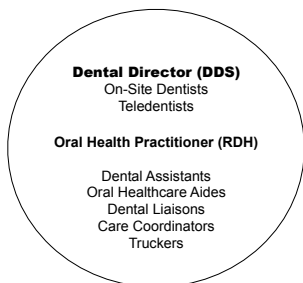 Dental Director (DDS)
On-Site Dentists
Teledentists
Oral Health Practitioner (RDH)
Dental Assistants
Oral Healthcare Aides
Dental Liaisons
Care Coordinators
Truckers